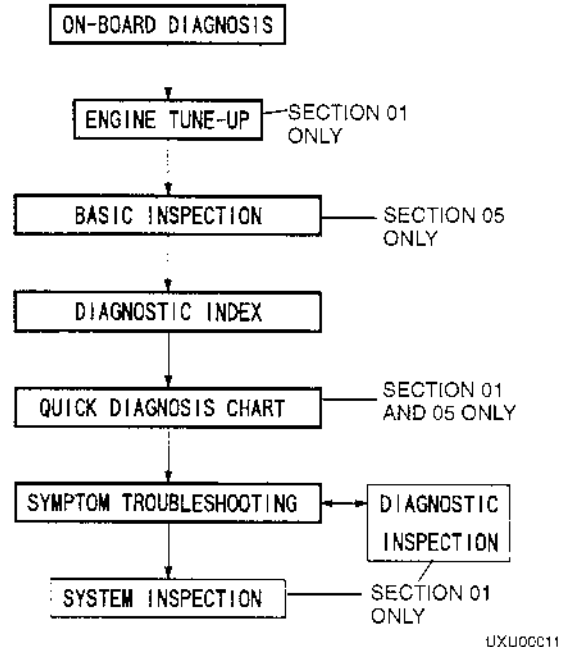 ON-BOARD DIAGNOSIS
ENGINE TUNE-UP
SECTION 01
ONLY
BASIC INSPECTION
SECTION 05
ONLY
DIAGNOSTIC INDEX
QUICK DIAGNOSIS CHART
SECTION 01
AND 05 ONLY
SYMPTOM TROUBLESHOOTING
DIAGNOSTIC
INSPECTION
SYSTEM INSPECTION
SECTION 01
ONLY